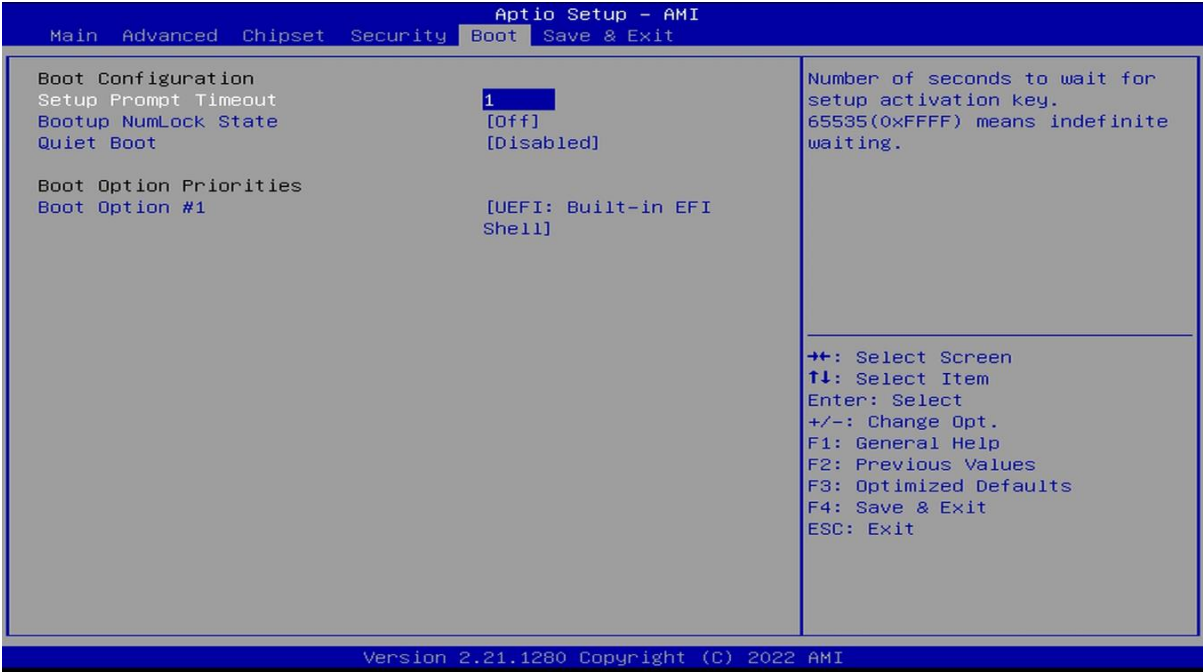 Aptio Setup – AMI
Main Advanced Chipset Security Boot Save & Exit
Boot Configuration
Setup Prompt Timeout 1
Bootup NumLock State [Off]
Quiet Boot [Disabled]
Boot Option Priorities
Boot Option #1 [UEFI: Built-in EFI
Shell]
Number of seconds to wait for
setup activation key.
65535(0xFFFF) means indefinite
waiting.
→←: Select Screen
↑↓: Select Item
Enter: Select
+/-: Change Opt.
F1: General Help
F2: Previous Values
F3: Optimized Defaults
F4: Save & Exit
ESC: Exit
Version 2.21.1280 Copyright (C) 2022 AMI